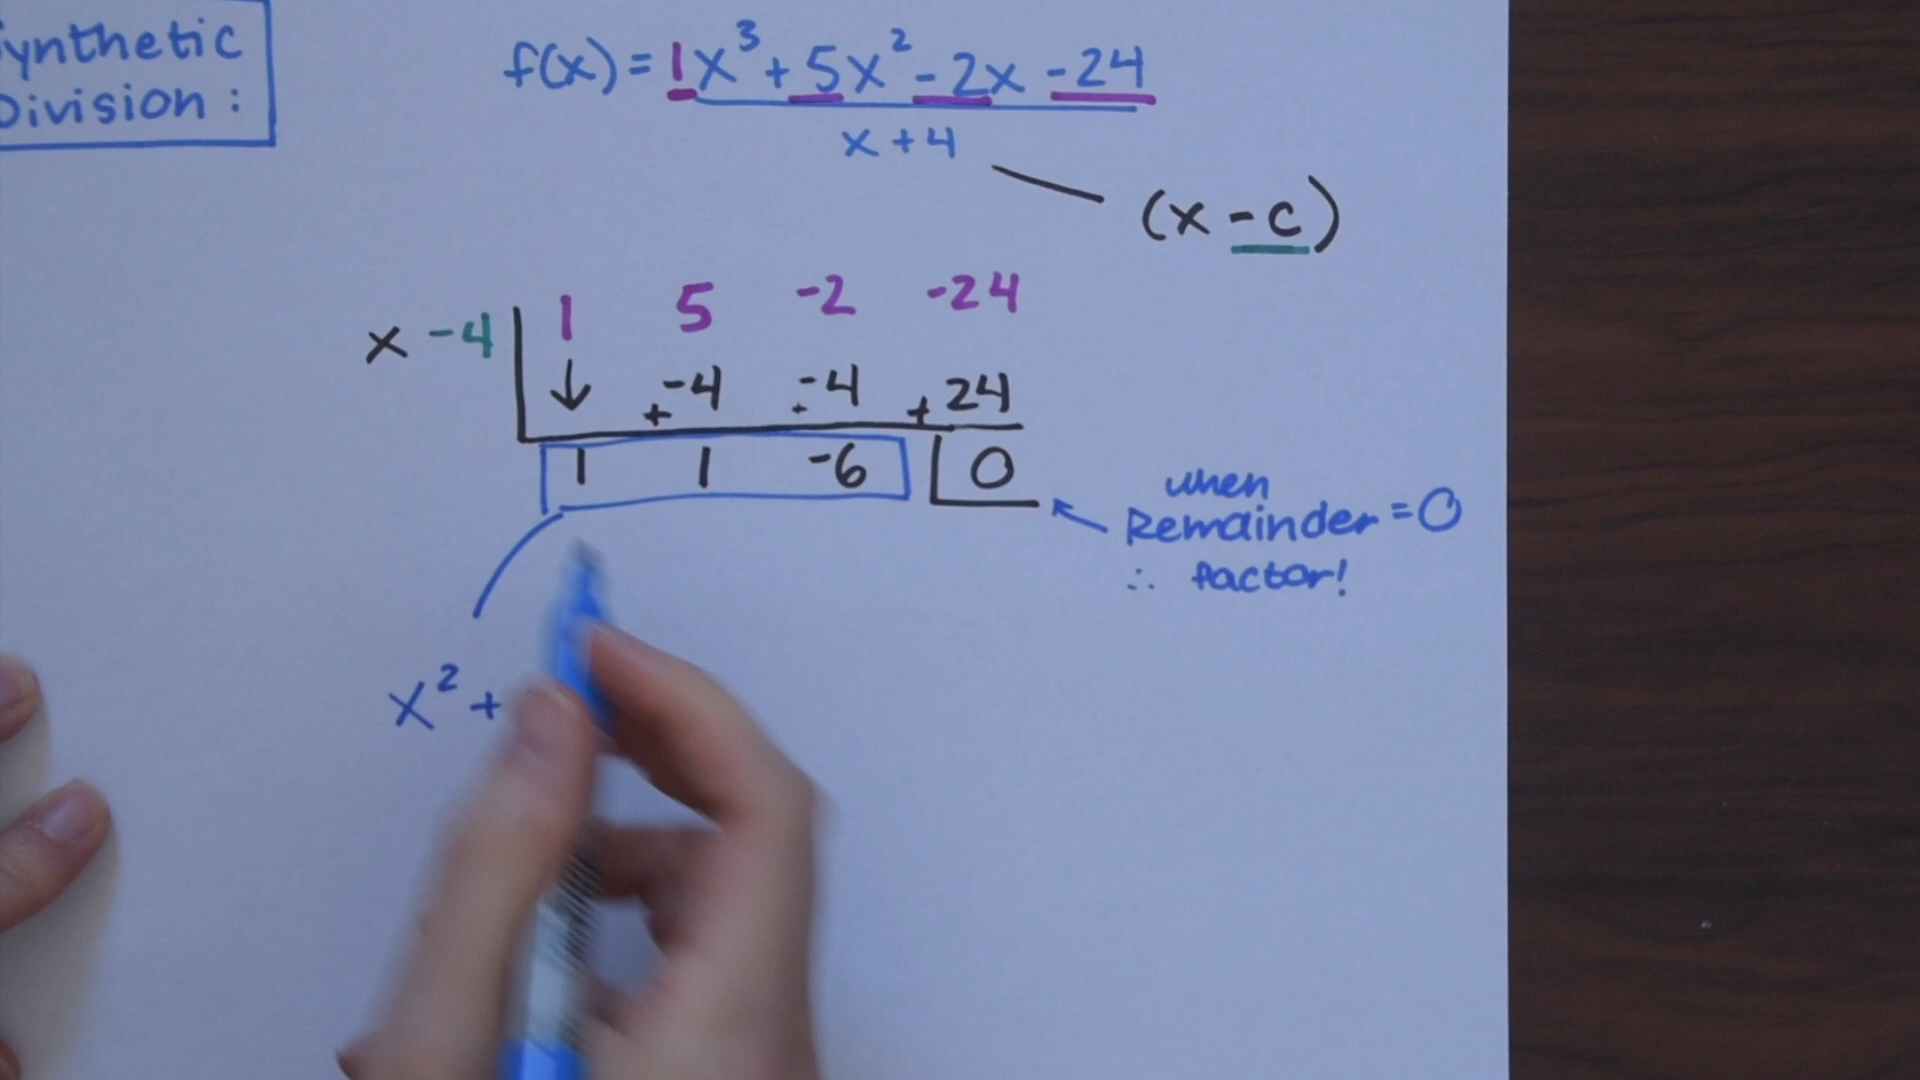 ynthetic
Division :
f(x) = 1x³ + 5x² - 2x - 24
x + 4
(x - c)
x -4 1 5 -2 -24
↓ + -4 + -4 + 24
1 1 -6 0
when
Remainder = 0
∴ factor!
x² +